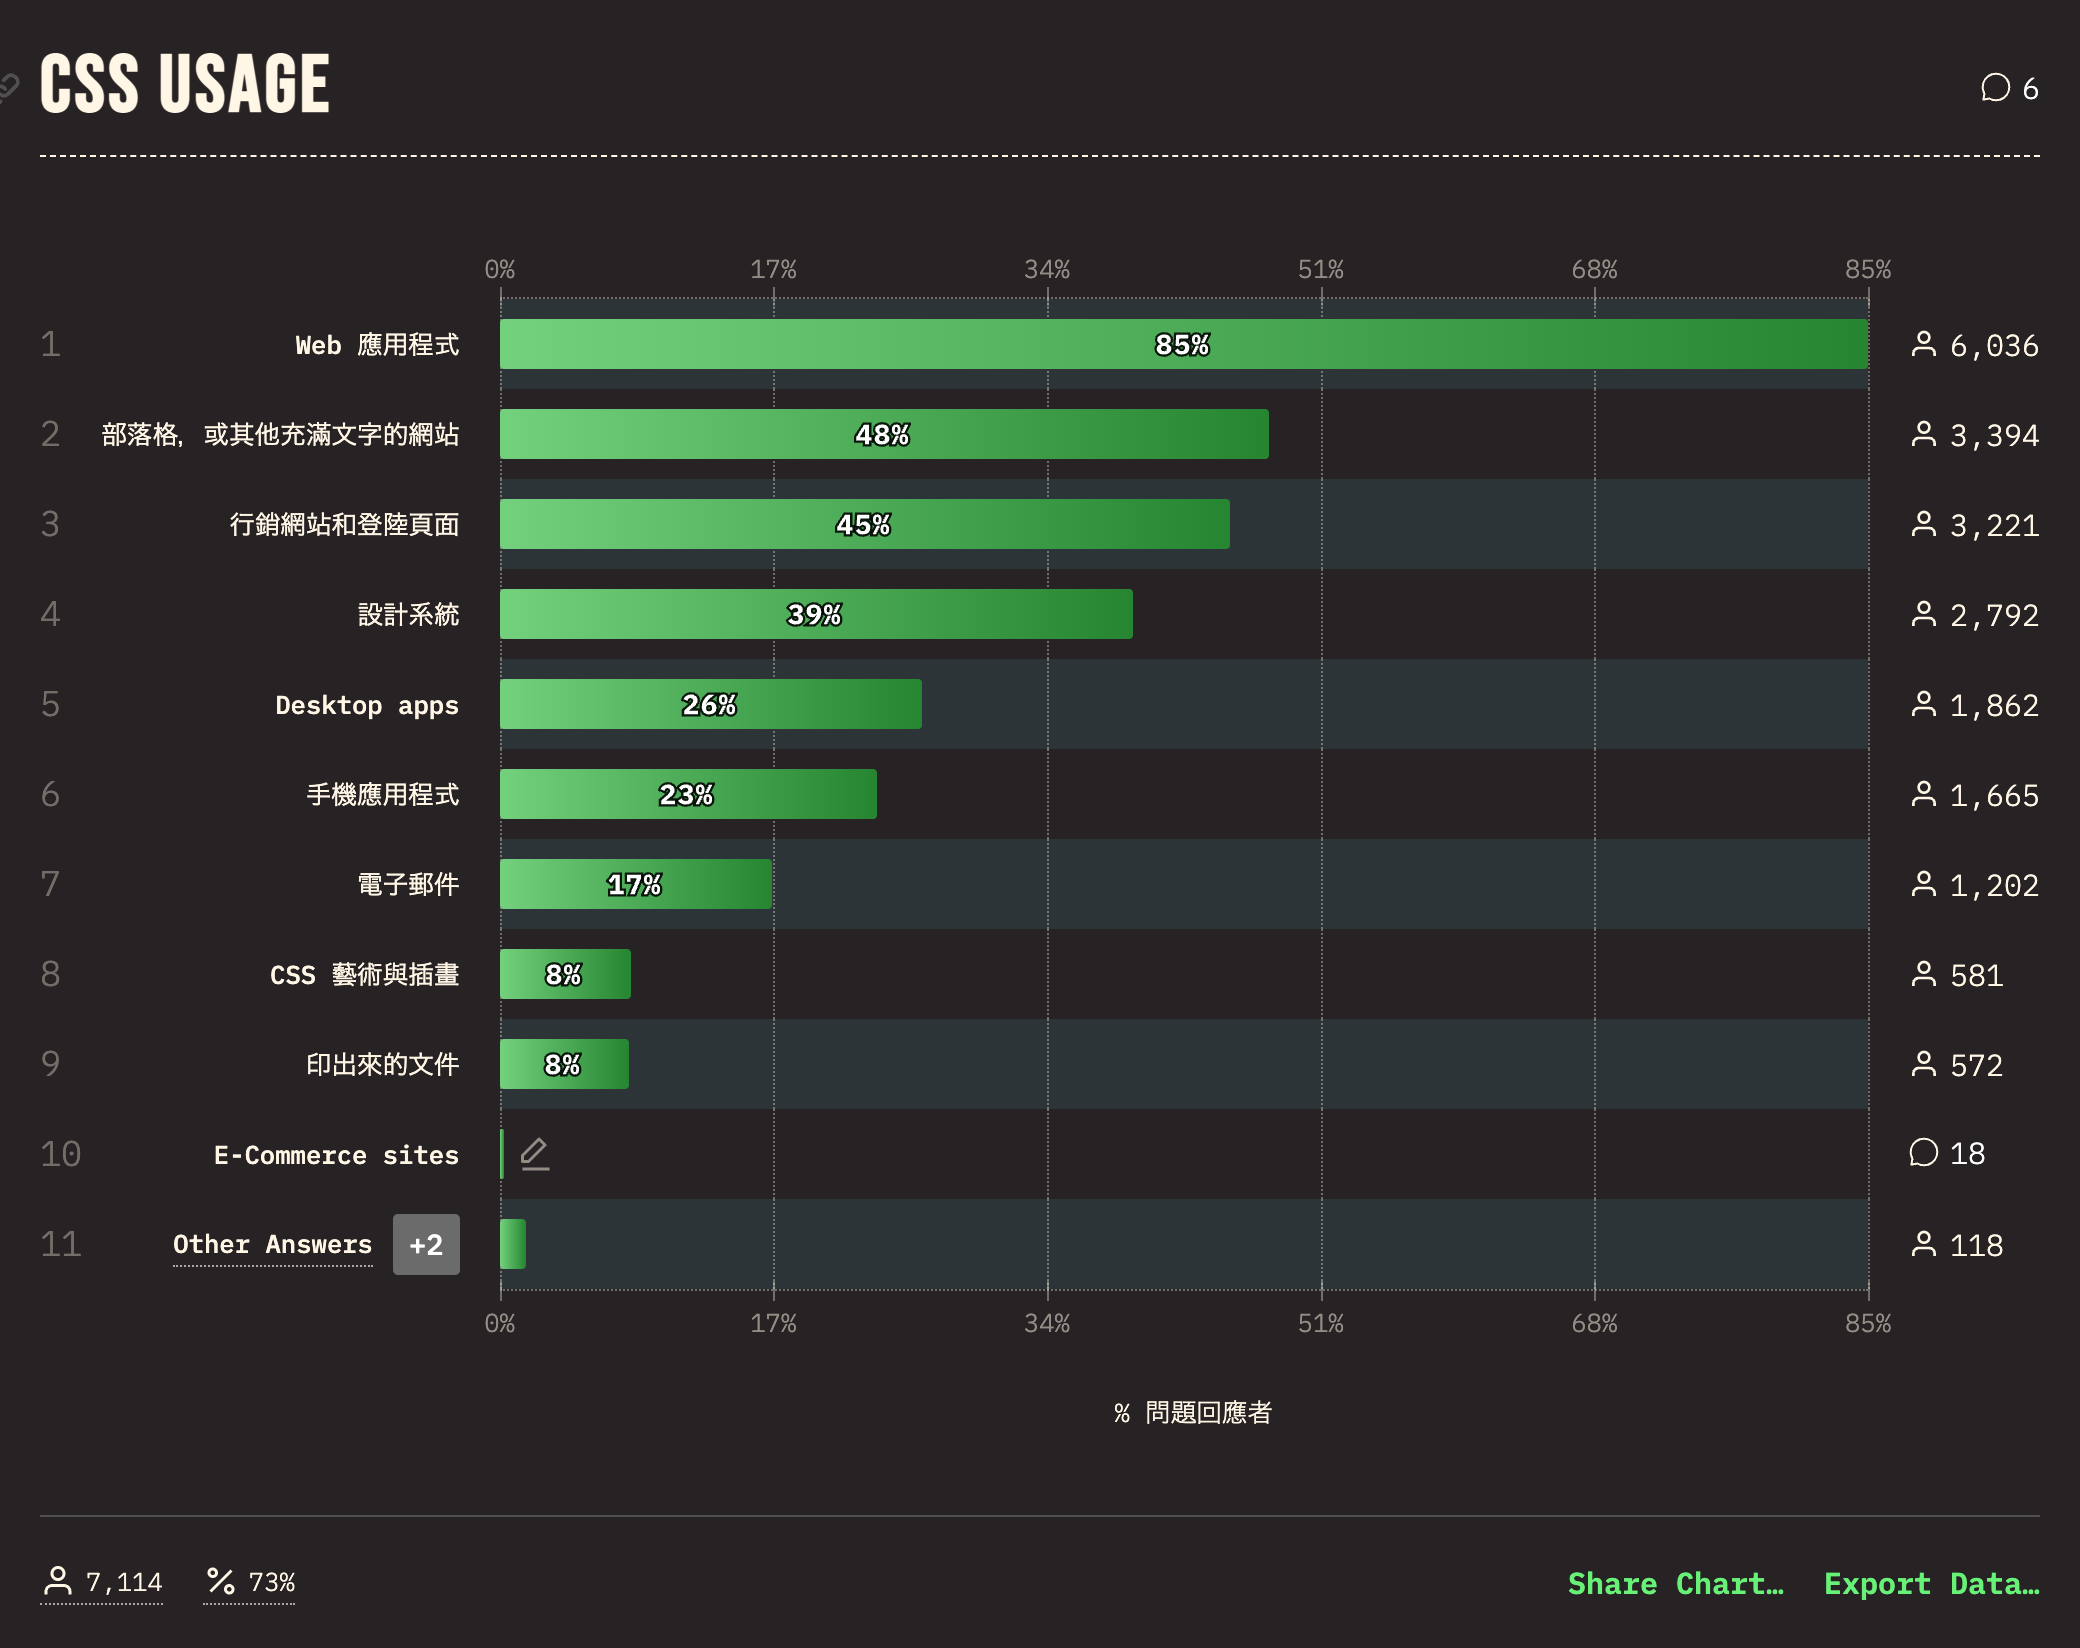 CSS USAGE
6
0% 17% 34% 51% 68% 85%
1 Web 應用程式 85% 6,036
2 部落格，或其他充滿文字的網站 48% 3,394
3 行銷網站和登陸頁面 45% 3,221
4 設計系統 39% 2,792
5 Desktop apps 26% 1,862
6 手機應用程式 23% 1,665
7 電子郵件 17% 1,202
8 CSS 藝術與插畫 8% 581
9 印出來的文件 8% 572
10 E-Commerce sites 18
11 Other Answers +2 118
0% 17% 34% 51% 68% 85%
% 問題回應者
7,114 73% Share Chart… Export Data…